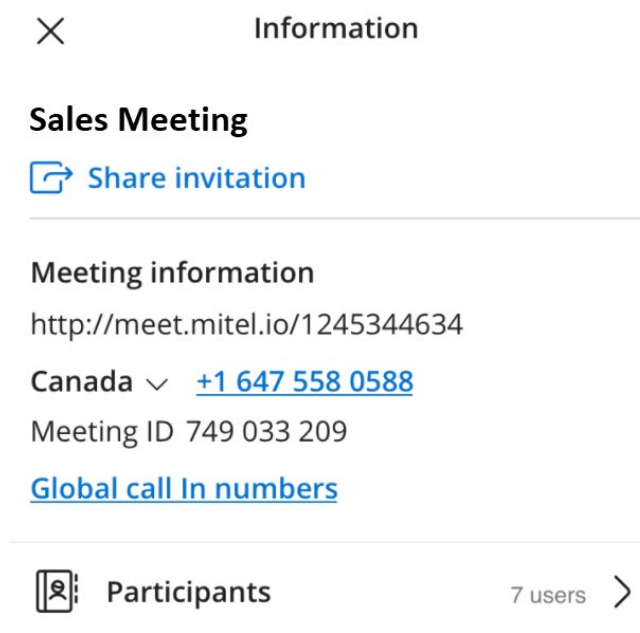 Information
Sales Meeting
Share invitation
Meeting information
http://meet.mitel.io/1245344634
Canada +1 647 558 0588
Meeting ID 749 033 209
Global call In numbers
Participants 7 users